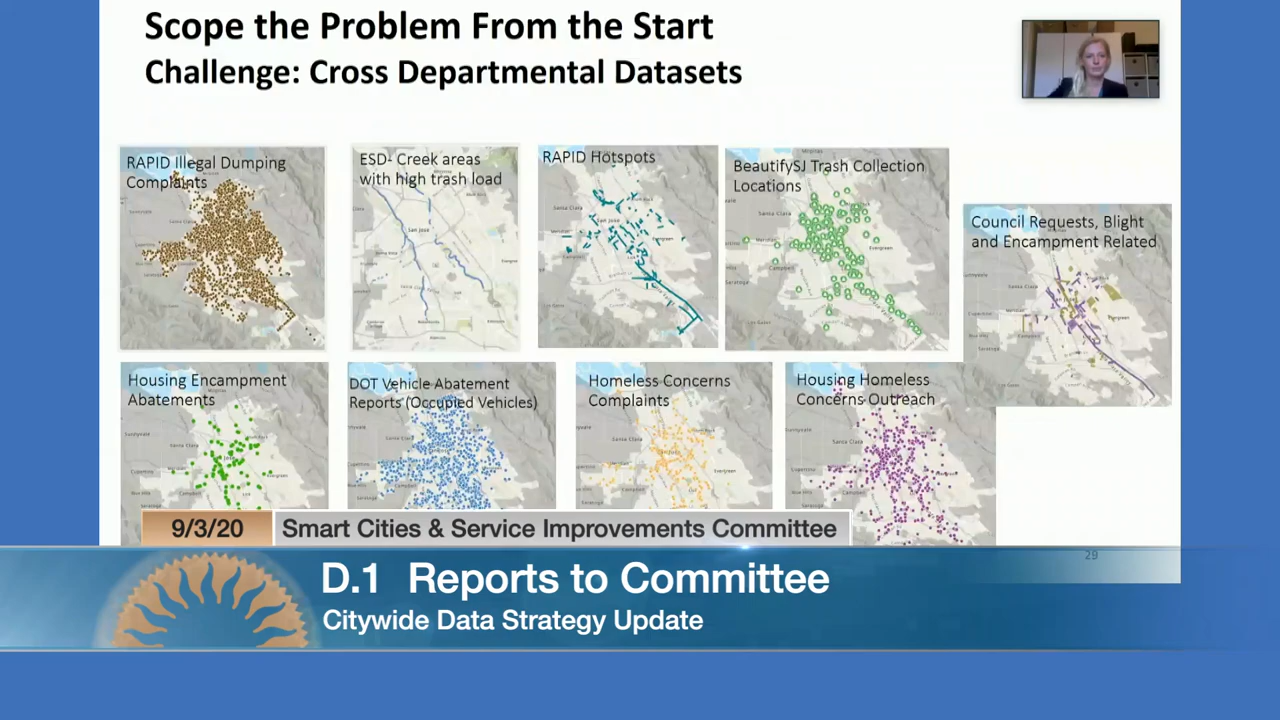 Scope the Problem From the Start
Challenge: Cross Departmental Datasets
RAPID Illegal Dumping
Complaints
ESD- Creek areas
with high trash load
RAPID Hotspots
BeautifySJ Trash Collection
Locations
Council Requests, Blight
and Encampment Related
Housing Encampment
Abatements
DOT Vehicle Abatement
Reports (Occupied Vehicles)
Homeless Concerns
Complaints
Housing Homeless
Concerns Outreach
29
9/3/20
Smart Cities & Service Improvements Committee
D.1 Reports to Committee
Citywide Data Strategy Update